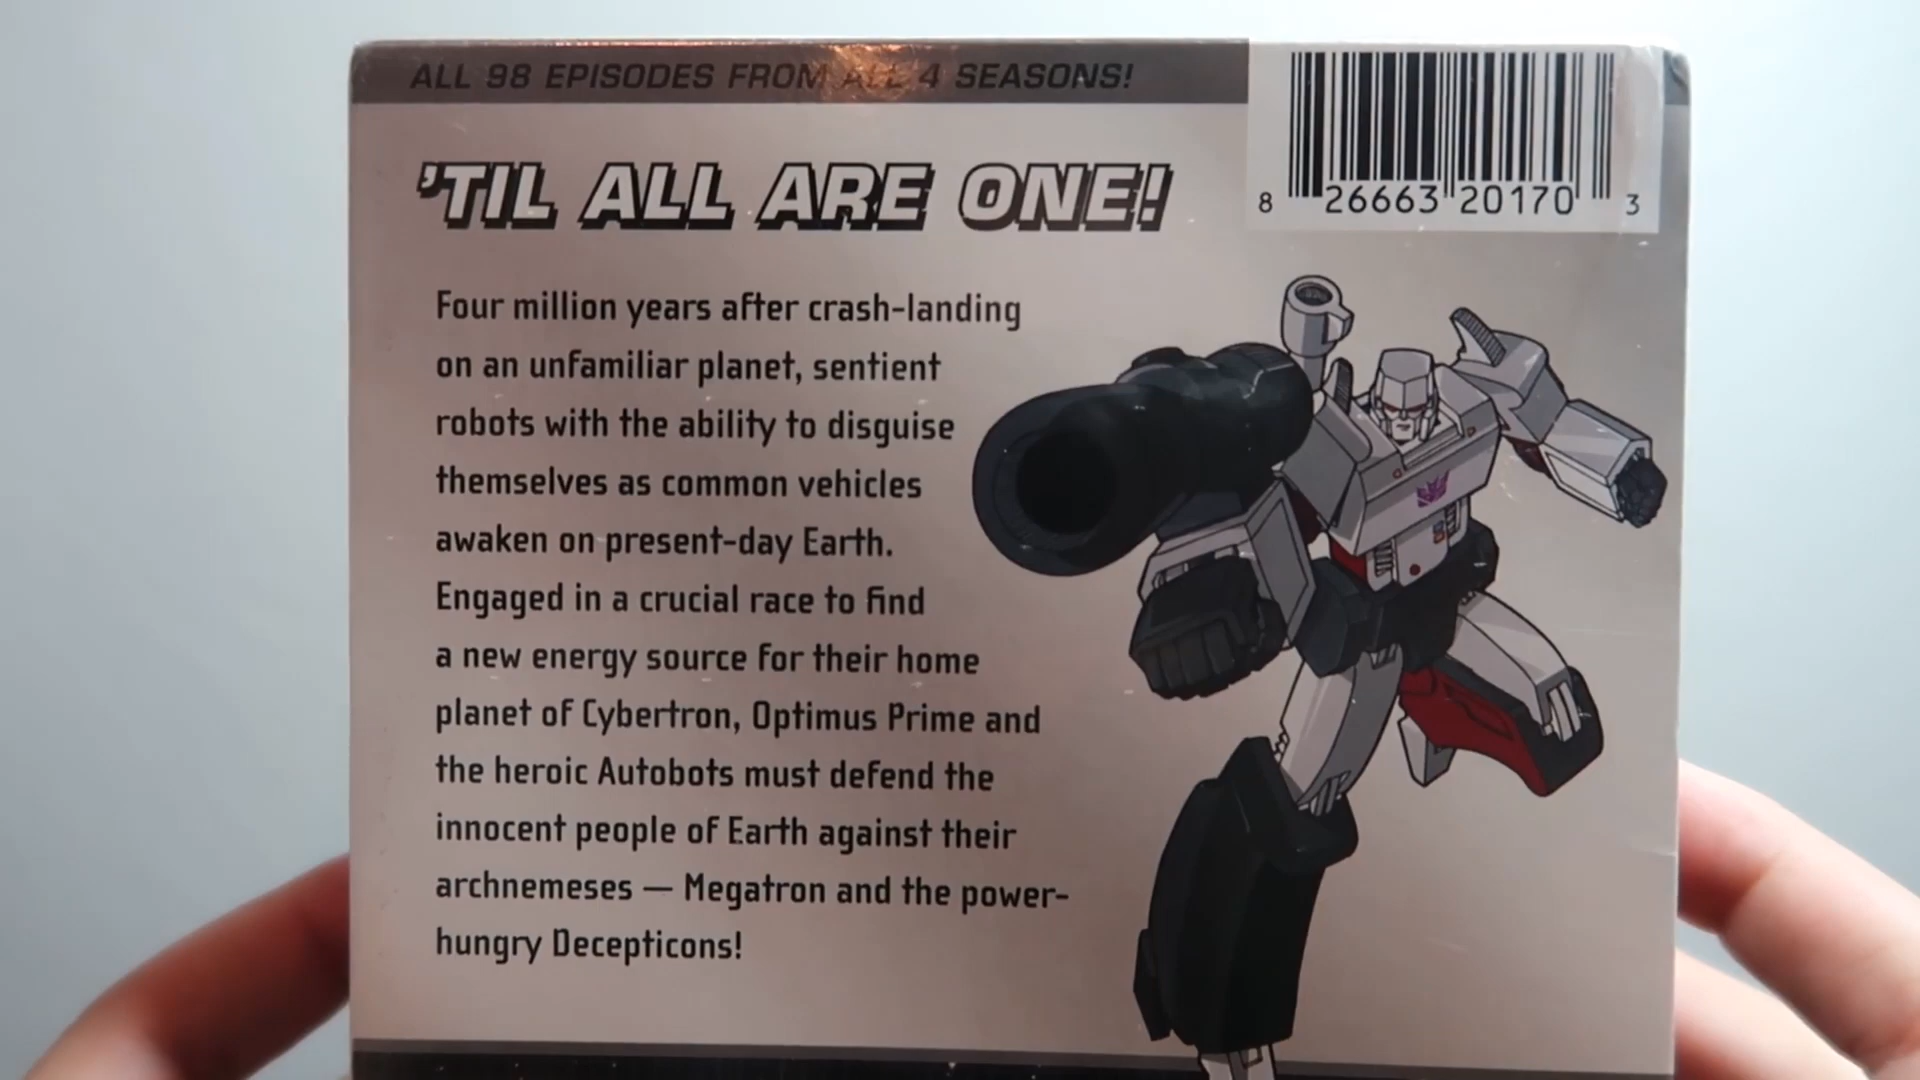 ALL 98 EPISODES FROM ALL 4 SEASONS!
8 26663 20170 3
'TIL ALL ARE ONE!
Four million years after crash-landing
on an unfamiliar planet, sentient
robots with the ability to disguise
themselves as common vehicles
awaken on present-day Earth.
Engaged in a crucial race to find
a new energy source for their home
planet of Cybertron, Optimus Prime and
the heroic Autobots must defend the
innocent people of Earth against their
archnemeses — Megatron and the power-
hungry Decepticons!